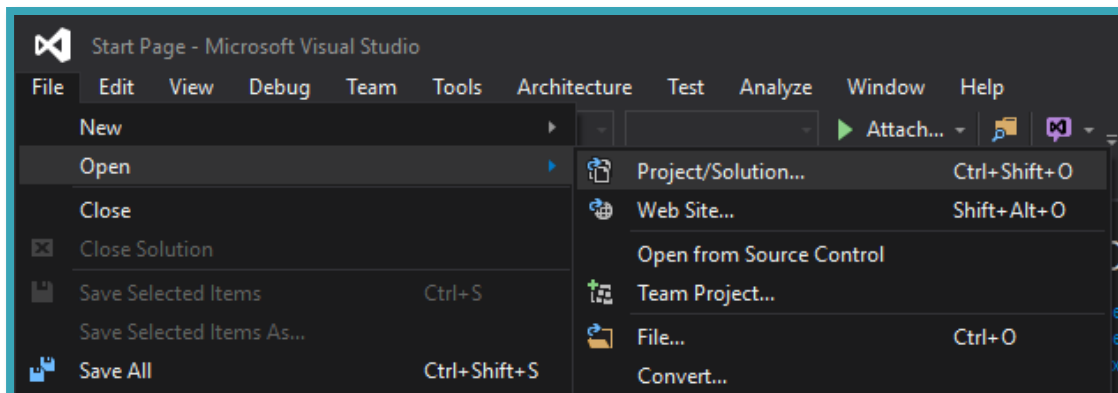 Start Page - Microsoft Visual Studio
File Edit View Debug Team Tools Architecture Test Analyze Window Help
New Attach...
Open Project/Solution... Ctrl+Shift+O
Close Web Site... Shift+Alt+O
Close Solution Open from Source Control
Save Selected Items Ctrl+S Team Project...
Save Selected Items As... File... Ctrl+O
Save All Ctrl+Shift+S Convert...